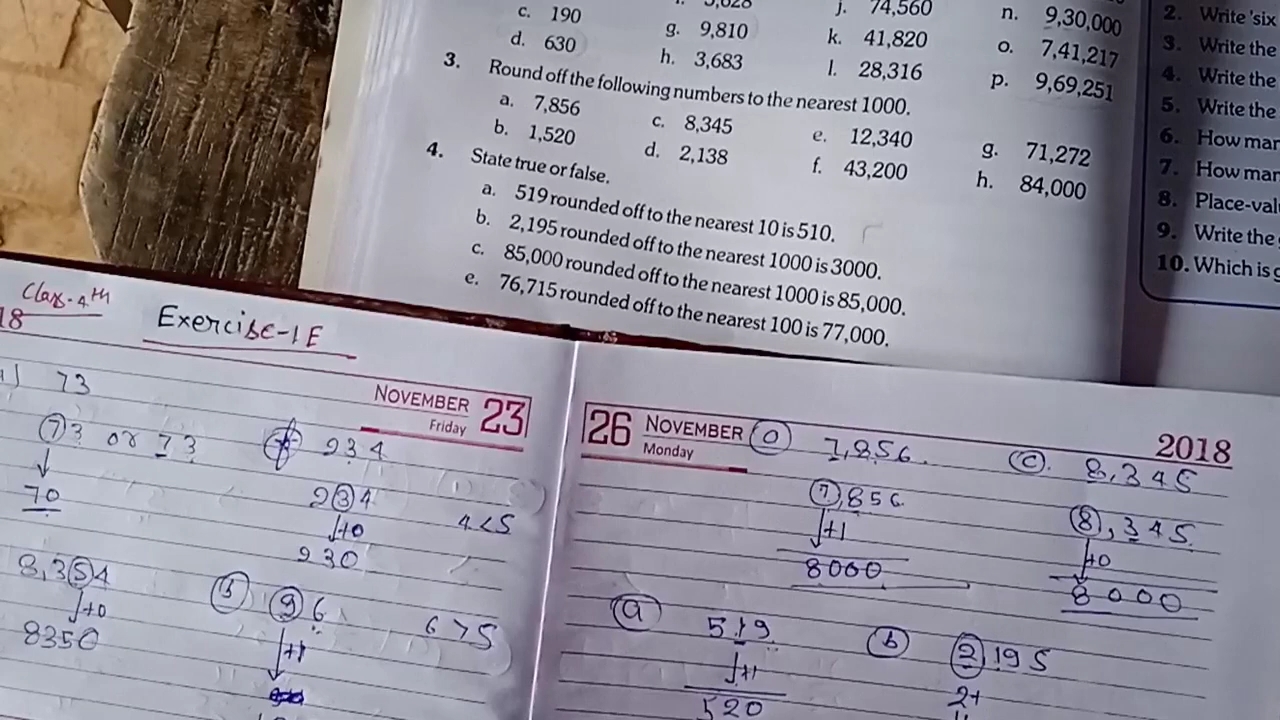 c. 190
g. 9,810
j. 74,560
n. 9,30,000
d. 630
h. 3,683
k. 41,820
o. 7,41,217
l. 28,316
p. 9,69,251
3. Round off the following numbers to the nearest 1000.
a. 7,856
c. 8,345
e. 12,340
g. 71,272
b. 1,520
d. 2,138
f. 43,200
h. 84,000
4. State true or false.
a. 519 rounded off to the nearest 10 is 510.
b. 2,195 rounded off to the nearest 1000 is 3000.
c. 85,000 rounded off to the nearest 1000 is 85,000.
e. 76,715 rounded off to the nearest 100 is 77,000.
2. Write 'six
3. Write the
4. Write the
5. Write the
6. How man
7. How man
8. Place-val
9. Write the
10. Which is g
Class-4th
18
Exercise-1E
NOVEMBER 23
Friday
73
73 or 73
70
234
234
+0
4<5
230
8,354
+0
8350
b 96
6>5
+1
26 NOVEMBER
Monday
2018
a 7,856
7,856
+1
8000
c. 8,345
8,345
+0
8000
a 519
+1
520
b 2195
2+